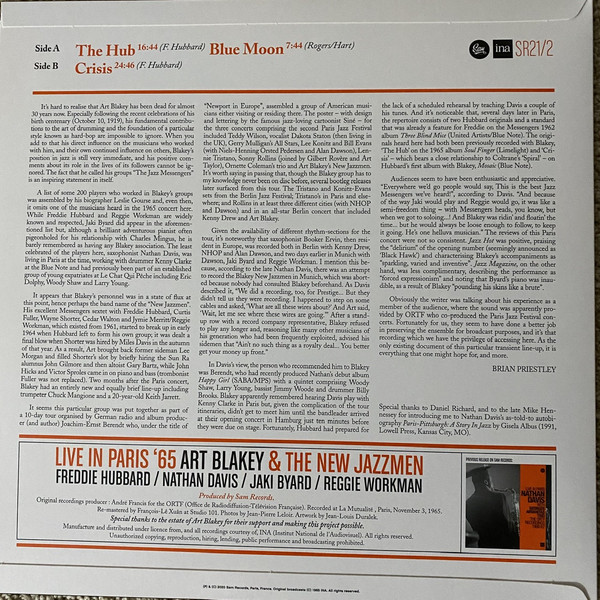 Side A The Hub 16:44 (F. Hubbard) Blue Moon 7:44 (Rogers/Hart)
Side B Crisis 24:46 (F. Hubbard)
Sam
ina SR21/2
It's hard to realise that Art Blakey has been dead for almost
30 years now. Especially following the recent celebrations of his
birth centenary (October 10, 1919), his fundamental contribu-
tions to the art of drumming and the foundation of a particular
style known as hard-bop are impossible to ignore. When you
add to that his direct influence on the musicians who worked
with him, and their own continued influence on others, Blakey's
position in jazz is still very immediate, and his positive com-
ments about its role in the lives of its followers cannot be ig-
nored. The fact that he called his groups "The Jazz Messengers"
is an inspiring statement in itself.
A list of some 200 players who worked in Blakey's groups
was assembled by his biographer Leslie Gourse and, even then,
it omits one of the musicians heard in the 1965 concert here.
While Freddie Hubbard and Reggie Workman are widely
known and respected, Jaki Byard did appear in the aforemen-
tioned list but, although a brilliant adventurous pianist often
pigeonholed for his relationship with Charles Mingus, he is
barely remembered as having any Blakey association. The least
celebrated of the players here, saxophonist Nathan Davis, was
living in Paris at the time, working with drummer Kenny Clarke
at the Blue Note and had previously been part of an established
group of young expatriates at Le Chat Qui Pêche including Eric
Dolphy, Woody Shaw and Larry Young.
It appears that Blakey's personnel was in a state of flux at
this point, hence perhaps the band name of the "New Jazzmen".
His excellent Messengers sextet with Freddie Hubbard, Curtis
Fuller, Wayne Shorter, Cedar Walton and Jymie Merritt/Reggie
Workman, which existed from 1961, started to break up in early
1964 when Hubbard left to form his own group; it was dealt a
final blow when Shorter was hired by Miles Davis in the autumn
of that year. As a result, Art brought back former sideman Lee
Morgan and filled Shorter's slot by briefly hiring the Sun Ra
alumnus John Gilmore and then altoist Gary Bartz, while John
Hicks and Victor Sproles came in on piano and bass (trombonist
Fuller was not replaced). Two months after the Paris concert,
Blakey had an entirely new and equally brief line-up including
trumpeter Chuck Mangione and a 20-year-old Keith Jarrett.
It seems this particular group was put together as part of
a 10-day tour organised by German radio and album produc-
er (and author) Joachim-Ernst Berendt who, under the title of
"Newport in Europe", assembled a group of American musi-
cians either visiting or residing there. The poster – with design
and lettering by the famous jazz-loving cartoonist Siné – for
the three concerts comprising the second Paris Jazz Festival
included Teddy Wilson, vocalist Dakota Staton (then living in
the UK), Gerry Mulligan's All Stars, Lee Konitz and Bill Evans
(with Niels-Henning Orsted Pedersen and Alan Dawson), Len-
nie Tristano, Sonny Rollins (joined by Gilbert Rovère and Art
Taylor), Ornette Coleman's trio and Art Blakey's New Jazzmen.
It's worth saying in passing that, though the Blakey group has to
my knowledge never been on disc before, several bootleg releases
have surfaced from this tour. The Tristano and Konitz-Evans
sets from the Berlin Jazz Festival, Tristano's in Paris and else-
where; and Rollins in at least three different cities (with NHOP
and Dawson) and in an all-star Berlin concert that included
Kenny Drew and Art Blakey.
Given the availability of different rhythm-sections for the
tour, it's noteworthy that saxophonist Booker Ervin, then resi-
dent in Europe, was recorded both in Berlin with Kenny Drew,
NHOP and Alan Dawson, and two days earlier in Munich with
Dawson, Jaki Byard and Reggie Workman. I mention this be-
cause, according to the late Nathan Davis, there was an attempt
to record the Blakey New Jazzmen in Munich, which was abort-
ed because nobody had consulted Blakey beforehand. As Davis
described it, "We did a recording, too, for Prestige... But they
didn't tell us they were recording. I happened to step on some
cables and asked, 'What are all these wires about?' And Art said,
'Wait, let me see where these wires are going.'" After a stand-
up row with a record company representative, Blakey refused
to play any longer and, reasoning like many other musicians of
his generation who had been frequently exploited, advised his
sidemen that "Ain't no such thing as a royalty deal... You better
get your money up front."
In Davis's view, the person who recommended him to Blakey
was Berendt, who had recently produced Nathan's debut album
Happy Girl (SABA/MPS) with a quintet comprising Woody
Shaw, Larry Young, bassist Jimmy Woode and drummer Billy
Brooks. Blakey apparently remembered hearing Davis play with
Kenny Clarke in Paris but, given the complication of the tour
itineraries, didn't get to meet him until the bandleader arrived
at their opening concert in Hamburg just ten minutes before
they were due on stage. Fortunately, Hubbard had prepared for
the lack of a scheduled rehearsal by teaching Davis a couple of
his tunes. And it's noticeable that, several days later in Paris,
the repertoire consists of two Hubbard originals and a standard
that was already a feature for Freddie on the Messengers 1962
album Three Blind Mice (United Artists/Blue Note). The origi-
nals heard here had both been previously recorded with Blakey,
'The Hub' on the 1965 album Soul Finger (Limelight) and 'Cri-
sis' – which bears a close relationship to Coltrane's 'Spiral' – on
Hubbard's first album with Blakey, Mosaic (Blue Note).
Audiences seem to have been enthusiastic and appreciative.
"Everywhere we'd go people would say, This is the best Jazz
Messengers we've heard", according to Davis. "And because
of the way Jaki would play and Reggie would go, it was like a
semi-freedom thing – with Messengers heads, you know, but
when we got to soloing...! And Blakey was ridin' and floatin' the
time... but he would always be loose enough to follow, to keep
it going. He's one helluva musician." The reviews of this Paris
concert were not so consistent. Jazz Hot was positive, praising
the "delirium" of the opening number (seemingly announced as
'Black Hawk') and characterising Blakey's accompaniments as
"sparkling, varied and inventive". Jazz Magazine, on the other
hand, was less complimentary, describing the performance as
"forced expressionism" and noting that Byard's piano was inau-
dible, as a result of Blakey "pounding his skins like a brute".
Obviously the writer was talking about his experience as a
member of the audience, where the sound was apparently pro-
vided by ORTF who co-produced the Paris Jazz Festival con-
certs. Fortunately for us, they seem to have done a better job
in preserving the ensemble for broadcast purposes, and it's that
recording which we have the privilege of accessing here. As the
only existing document of this particular transient line-up, it is
everything that one might hope for, and more.
BRIAN PRIESTLEY
Special thanks to Daniel Richard, and to the late Mike Hen-
nessey for introducing me to Nathan Davis's as-told-to autobi-
ography Paris-Pittsburgh: A Story In Jazz by Gisela Albus (1991,
Lowell Press, Kansas City, MO).
LIVE IN PARIS '65 ART BLAKEY & THE NEW JAZZMEN
FREDDIE HUBBARD / NATHAN DAVIS / JAKI BYARD / REGGIE WORKMAN
Produced by Sam Records.
Original recordings producer : André Francis for the ORTF (Office de Radiodiffusion-Télévision Française). Recorded at La Mutualité, Paris, November 3, 1965.
Re-mastered by François-Lê Xuân at Studio 101. Photos by Jean-Pierre Leloir. Artwork by Jean-Louis Duralek.
Special thanks to the estate of Art Blakey for their support and making this project possible.
Manufacture and distributed under licence from, and all recordings courtesy of, INA (Institut National de l'Audiovisuel). All rights reserved.
Unauthorized copying, reproduction, hiring, lending, public performance and broadcasting prohibited.
PREVIOUS RELEASE ON SAM RECORDS
NATHAN
DAVIS